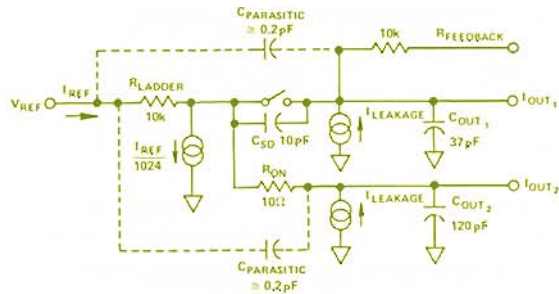 CPARASITIC
≅ 0.2pF
10k
RFEEDBACK
VREF
IREF
RLADDER
10k
IREF
1024
CSD 10pF
ILEAKAGE
COUT1
37pF
IOUT1
RON
10Ω
ILEAKAGE
COUT2
120pF
IOUT2
CPARASITIC
≅ 0.2pF